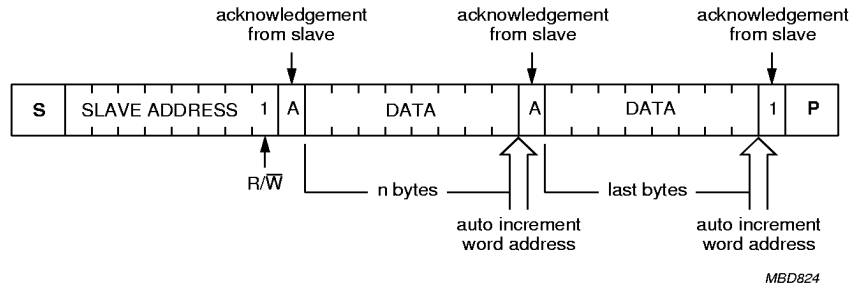 acknowledgement
from slave
acknowledgement
from slave
acknowledgement
from slave
S SLAVE ADDRESS 1 A DATA A DATA 1 P
R/W̅
n bytes
last bytes
auto increment
word address
auto increment
word address
MBD824